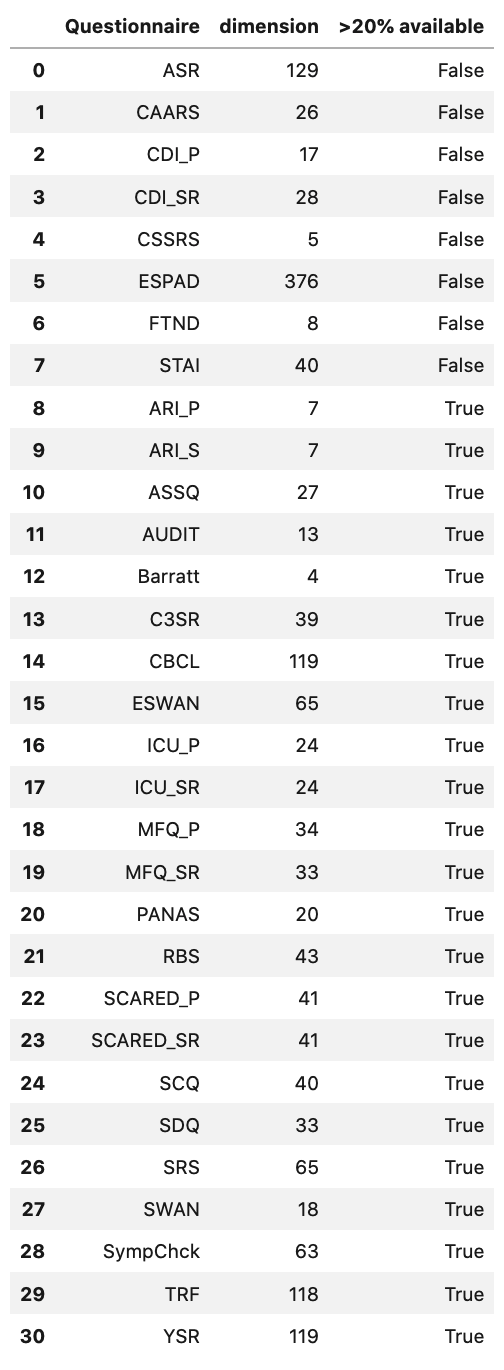 Questionnaire dimension >20% available
0 ASR 129 False
1 CAARS 26 False
2 CDI_P 17 False
3 CDI_SR 28 False
4 CSSRS 5 False
5 ESPAD 376 False
6 FTND 8 False
7 STAI 40 False
8 ARI_P 7 True
9 ARI_S 7 True
10 ASSQ 27 True
11 AUDIT 13 True
12 Barratt 4 True
13 C3SR 39 True
14 CBCL 119 True
15 ESWAN 65 True
16 ICU_P 24 True
17 ICU_SR 24 True
18 MFQ_P 34 True
19 MFQ_SR 33 True
20 PANAS 20 True
21 RBS 43 True
22 SCARED_P 41 True
23 SCARED_SR 41 True
24 SCQ 40 True
25 SDQ 33 True
26 SRS 65 True
27 SWAN 18 True
28 SympChck 63 True
29 TRF 118 True
30 YSR 119 True